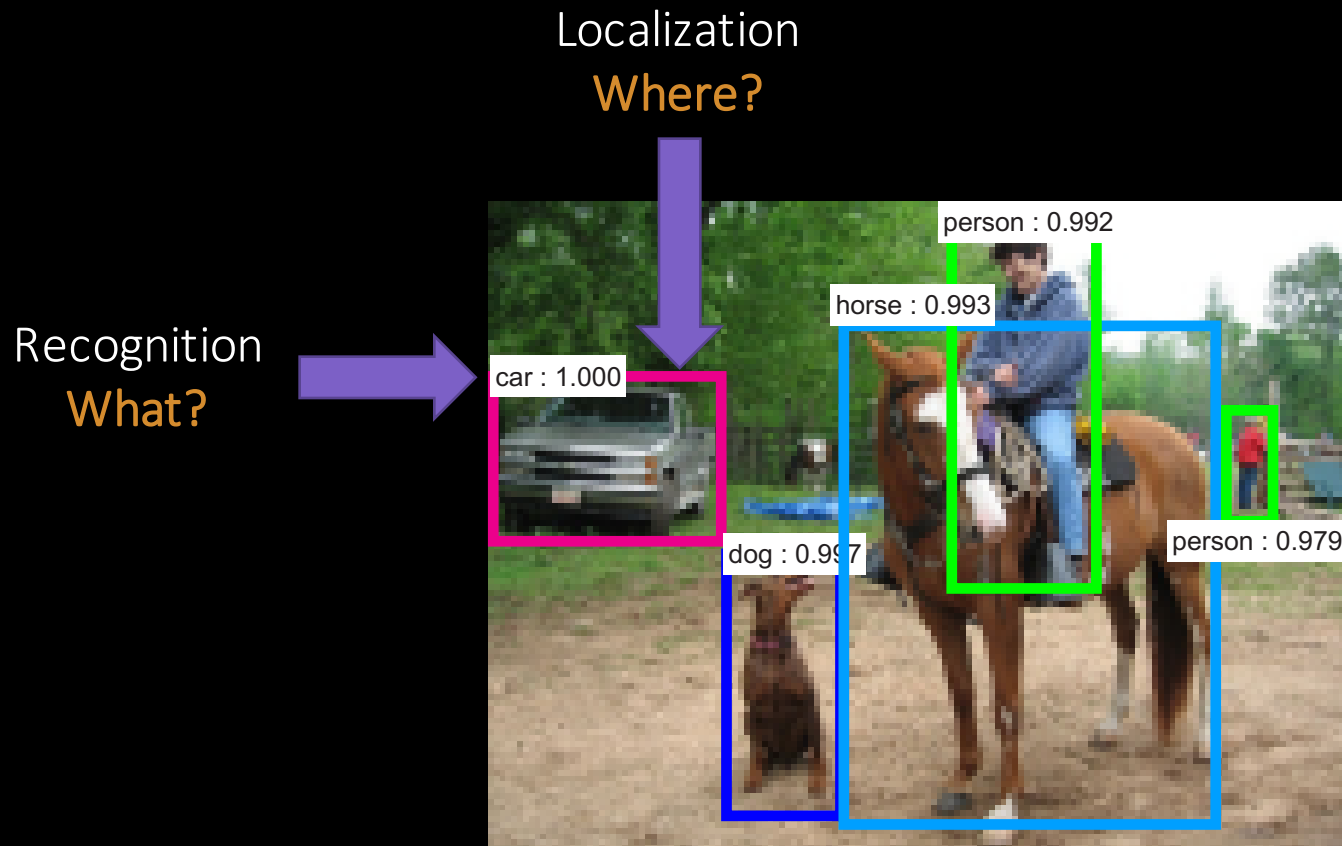 Localization
Where?
Recognition
What?
person : 0.992
horse : 0.993
car : 1.000
dog : 0.997
person : 0.979